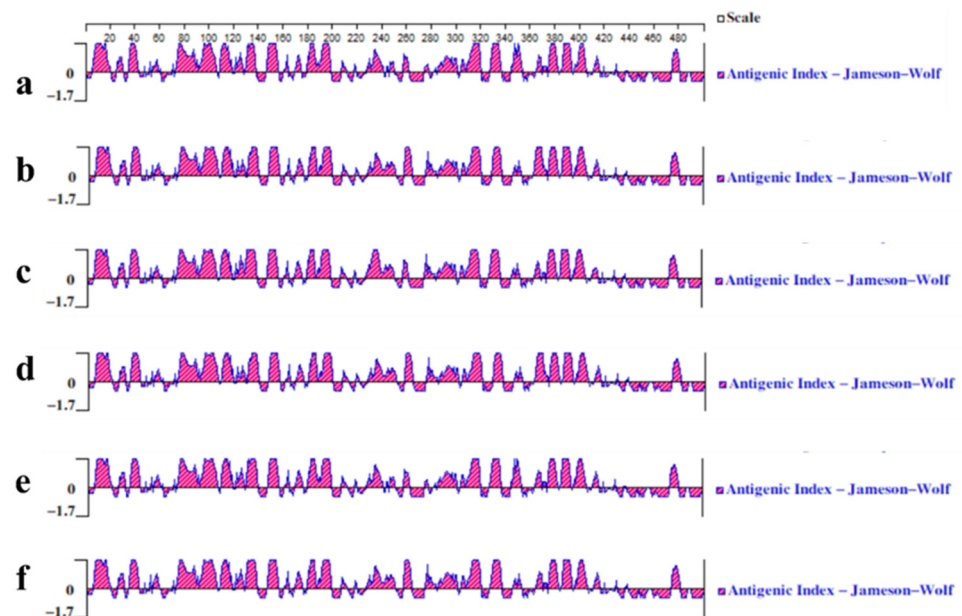 Scale
20 40 60 80 100 120 140 160 180 200 220 240 260 280 300 320 340 360 380 400 420 440 460 480
a
0
−1.7
Antigenic Index – Jameson–Wolf
b
0
−1.7
Antigenic Index – Jameson–Wolf
c
0
−1.7
Antigenic Index – Jameson–Wolf
d
0
−1.7
Antigenic Index – Jameson–Wolf
e
0
−1.7
Antigenic Index – Jameson–Wolf
f
0
−1.7
Antigenic Index – Jameson–Wolf